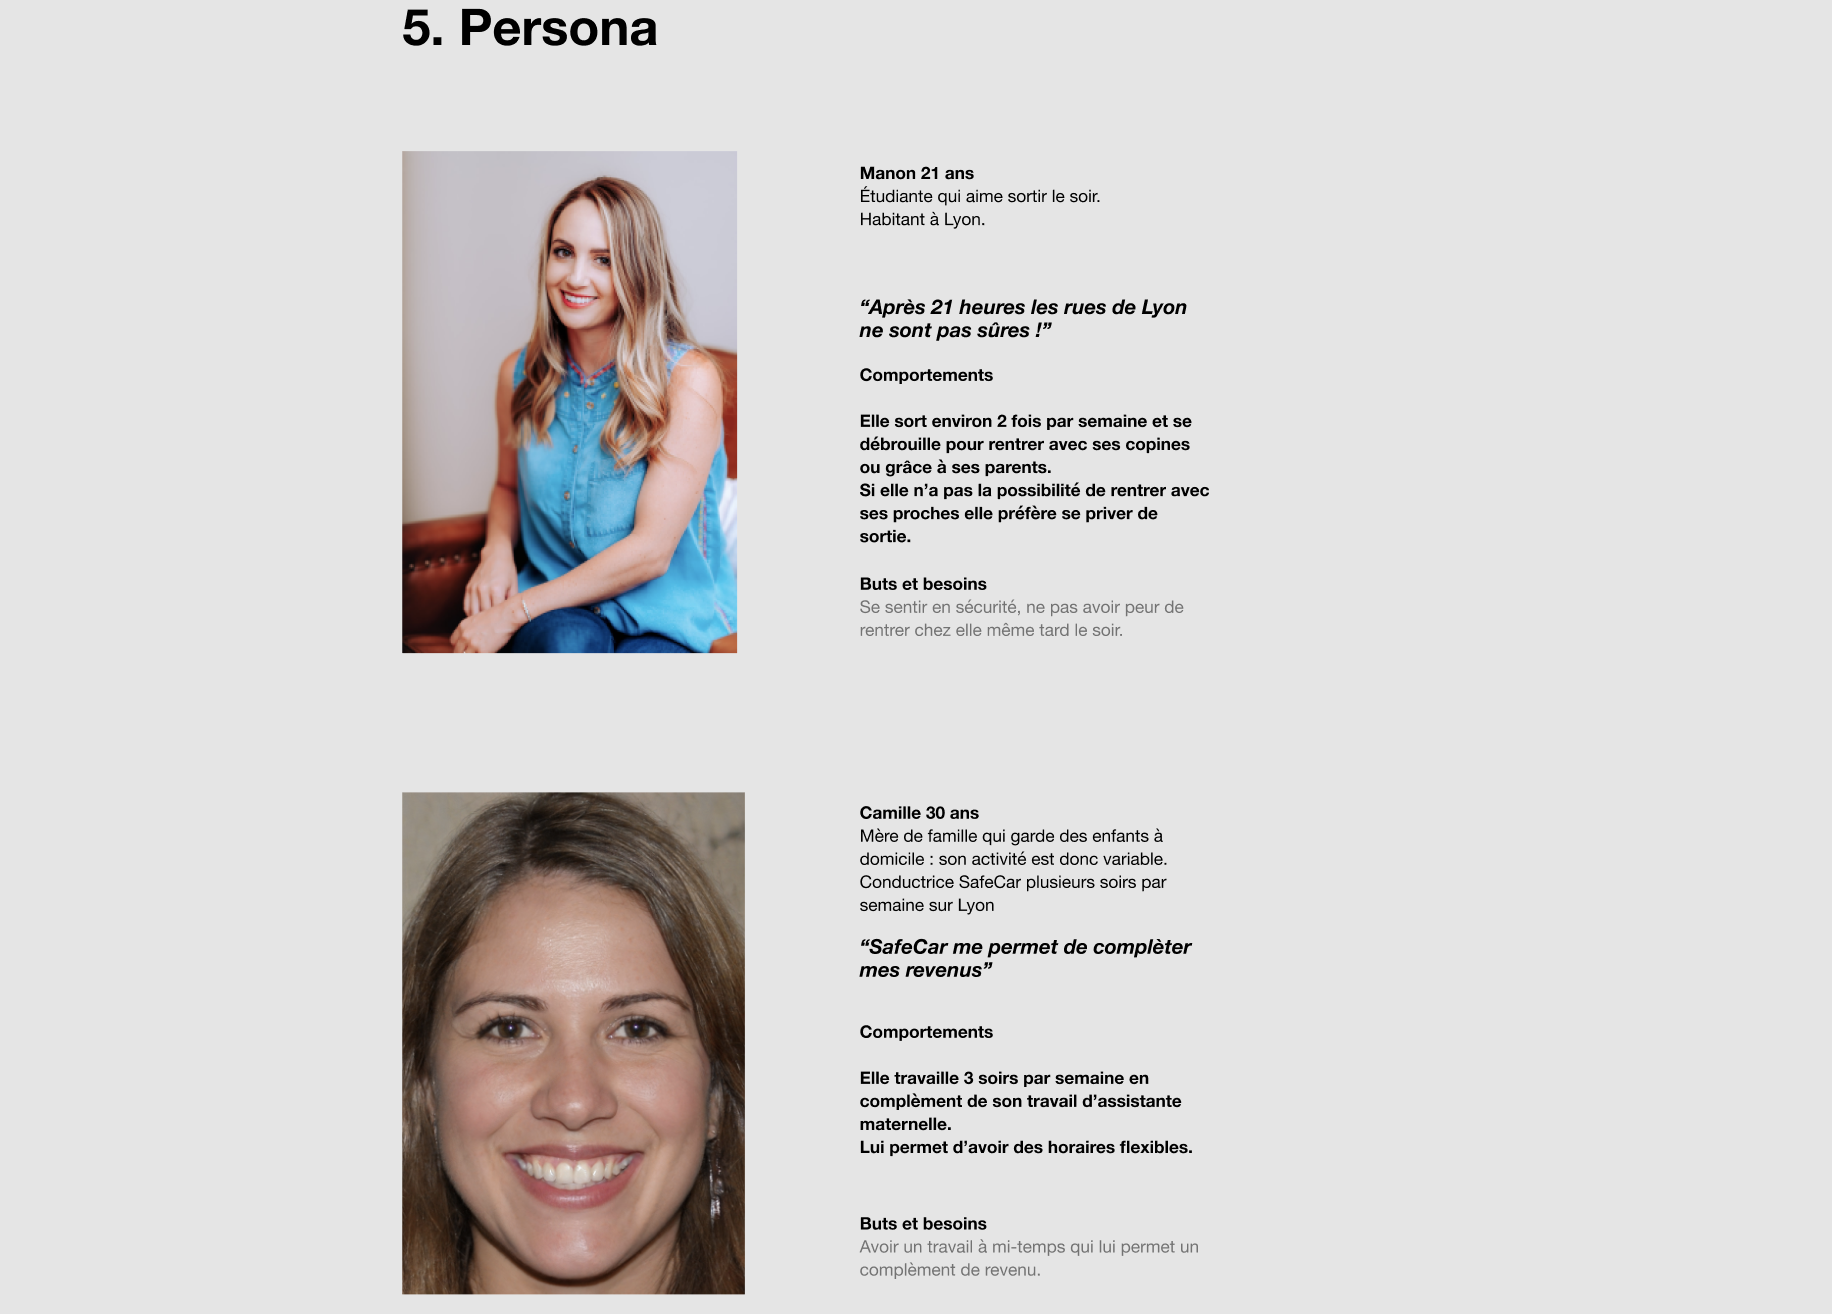 5. Persona
Manon 21 ans
Étudiante qui aime sortir le soir.
Habitant à Lyon.
“Après 21 heures les rues de Lyon
ne sont pas sûres !”
Comportements
Elle sort environ 2 fois par semaine et se
débrouille pour rentrer avec ses copines
ou grâce à ses parents.
Si elle n’a pas la possibilité de rentrer avec
ses proches elle préfère se priver de
sortie.
Buts et besoins
Se sentir en sécurité, ne pas avoir peur de
rentrer chez elle même tard le soir.
Camille 30 ans
Mère de famille qui garde des enfants à
domicile : son activité est donc variable.
Conductrice SafeCar plusieurs soirs par
semaine sur Lyon
“SafeCar me permet de complèter
mes revenus”
Comportements
Elle travaille 3 soirs par semaine en
complèment de son travail d’assistante
maternelle.
Lui permet d’avoir des horaires flexibles.
Buts et besoins
Avoir un travail à mi-temps qui lui permet un
complèment de revenu.